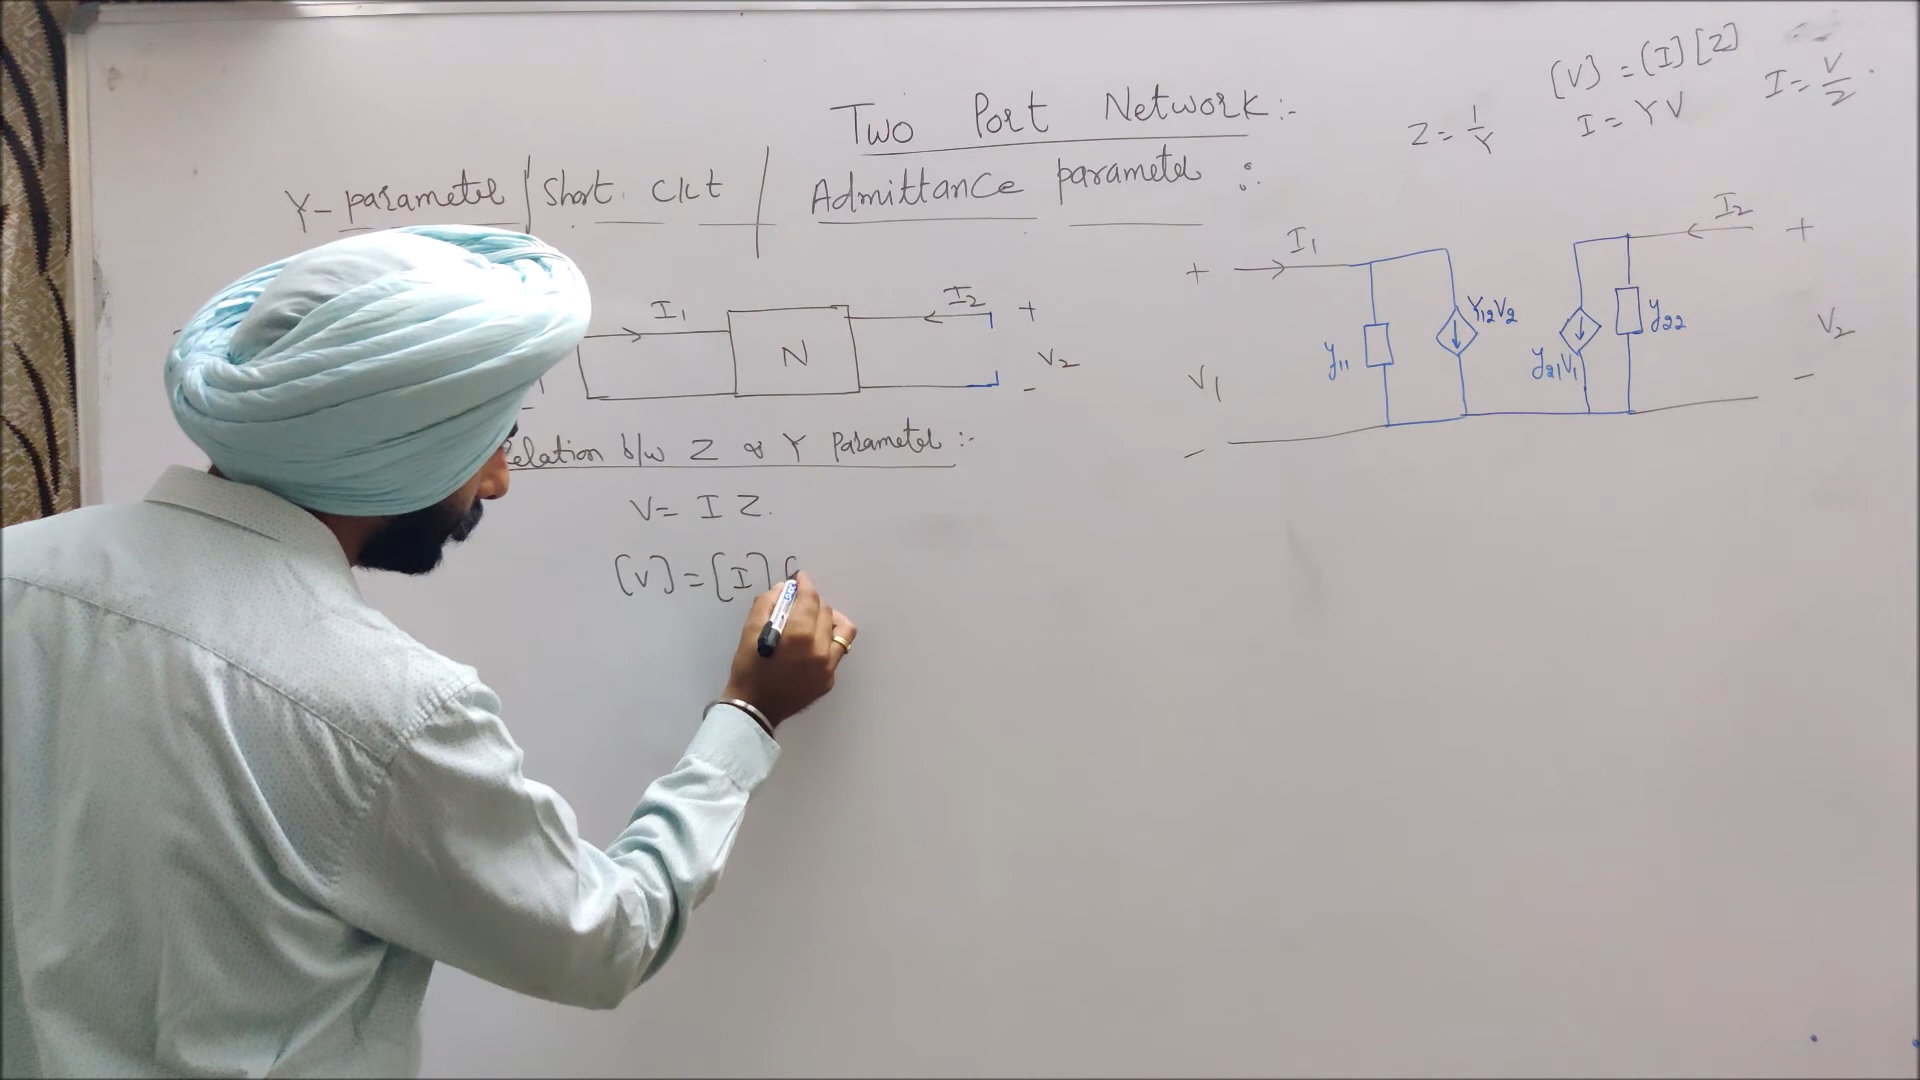 Two Port Network:-
Y-parameter | Short Ckt | Admittance parameter :.
[V] = [I] [Z]
Z = 1/Y
I = YV
I = V/Z.
I1
N
I2
+
V2
-
+
I1
V1
-
y11
Y12V2
y21V1
y22
I2
+
V2
-
elation b/w Z & Y Parameter :-
V = I Z.
[V] = [I] [